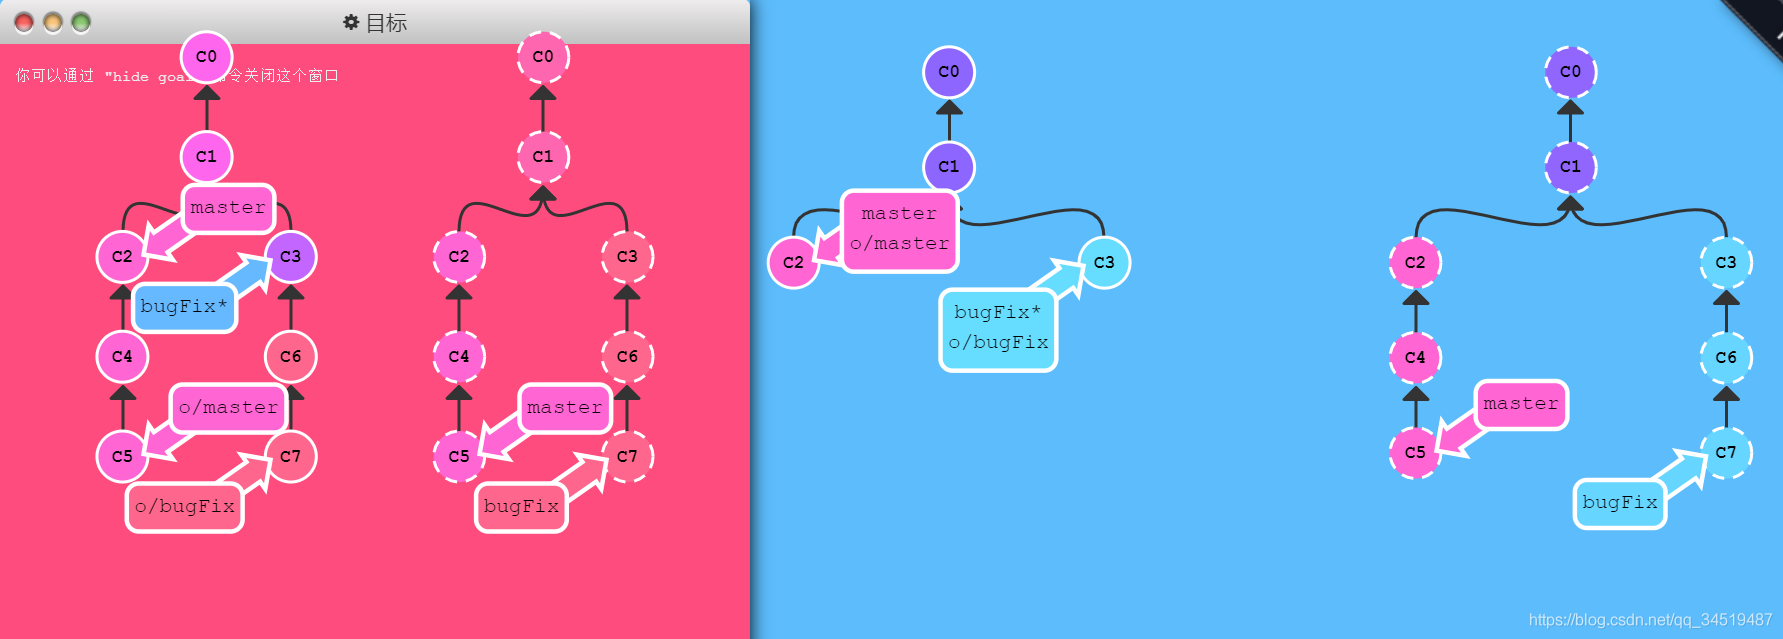 目标
你可以通过 "hide goal 令关闭这个窗口
C0
C1
master
C2
C3
bugFix*
C4
C6
o/master
C5
C7
o/bugFix
C0
C1
C2
C3
C4
C6
master
C5
C7
bugFix
C0
C1
master
o/master
C2
C3
bugFix*
o/bugFix
C0
C1
C2
C3
C4
C6
master
C5
C7
bugFix
https://blog.csdn.net/qq_34519487